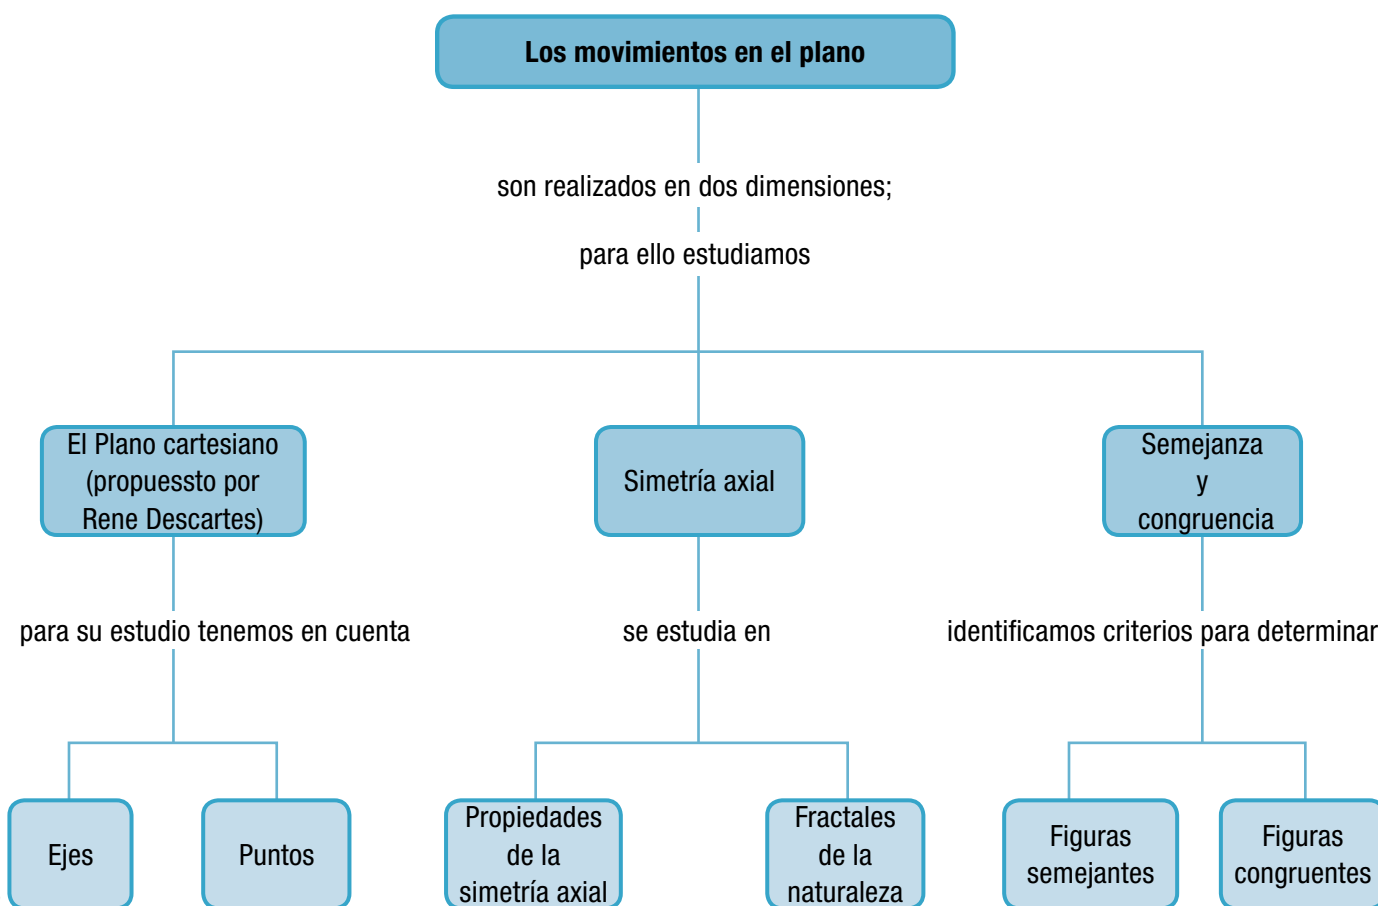 Los movimientos en el plano
son realizados en dos dimensiones;
para ello estudiamos
El Plano cartesiano
(propuessto por
Rene Descartes)
Simetría axial
Semejanza
y
congruencia
para su estudio tenemos en cuenta
se estudia en
identificamos criterios para determinar
Ejes
Puntos
Propiedades
de la
simetría axial
Fractales
de la
naturaleza
Figuras
semejantes
Figuras
congruentes